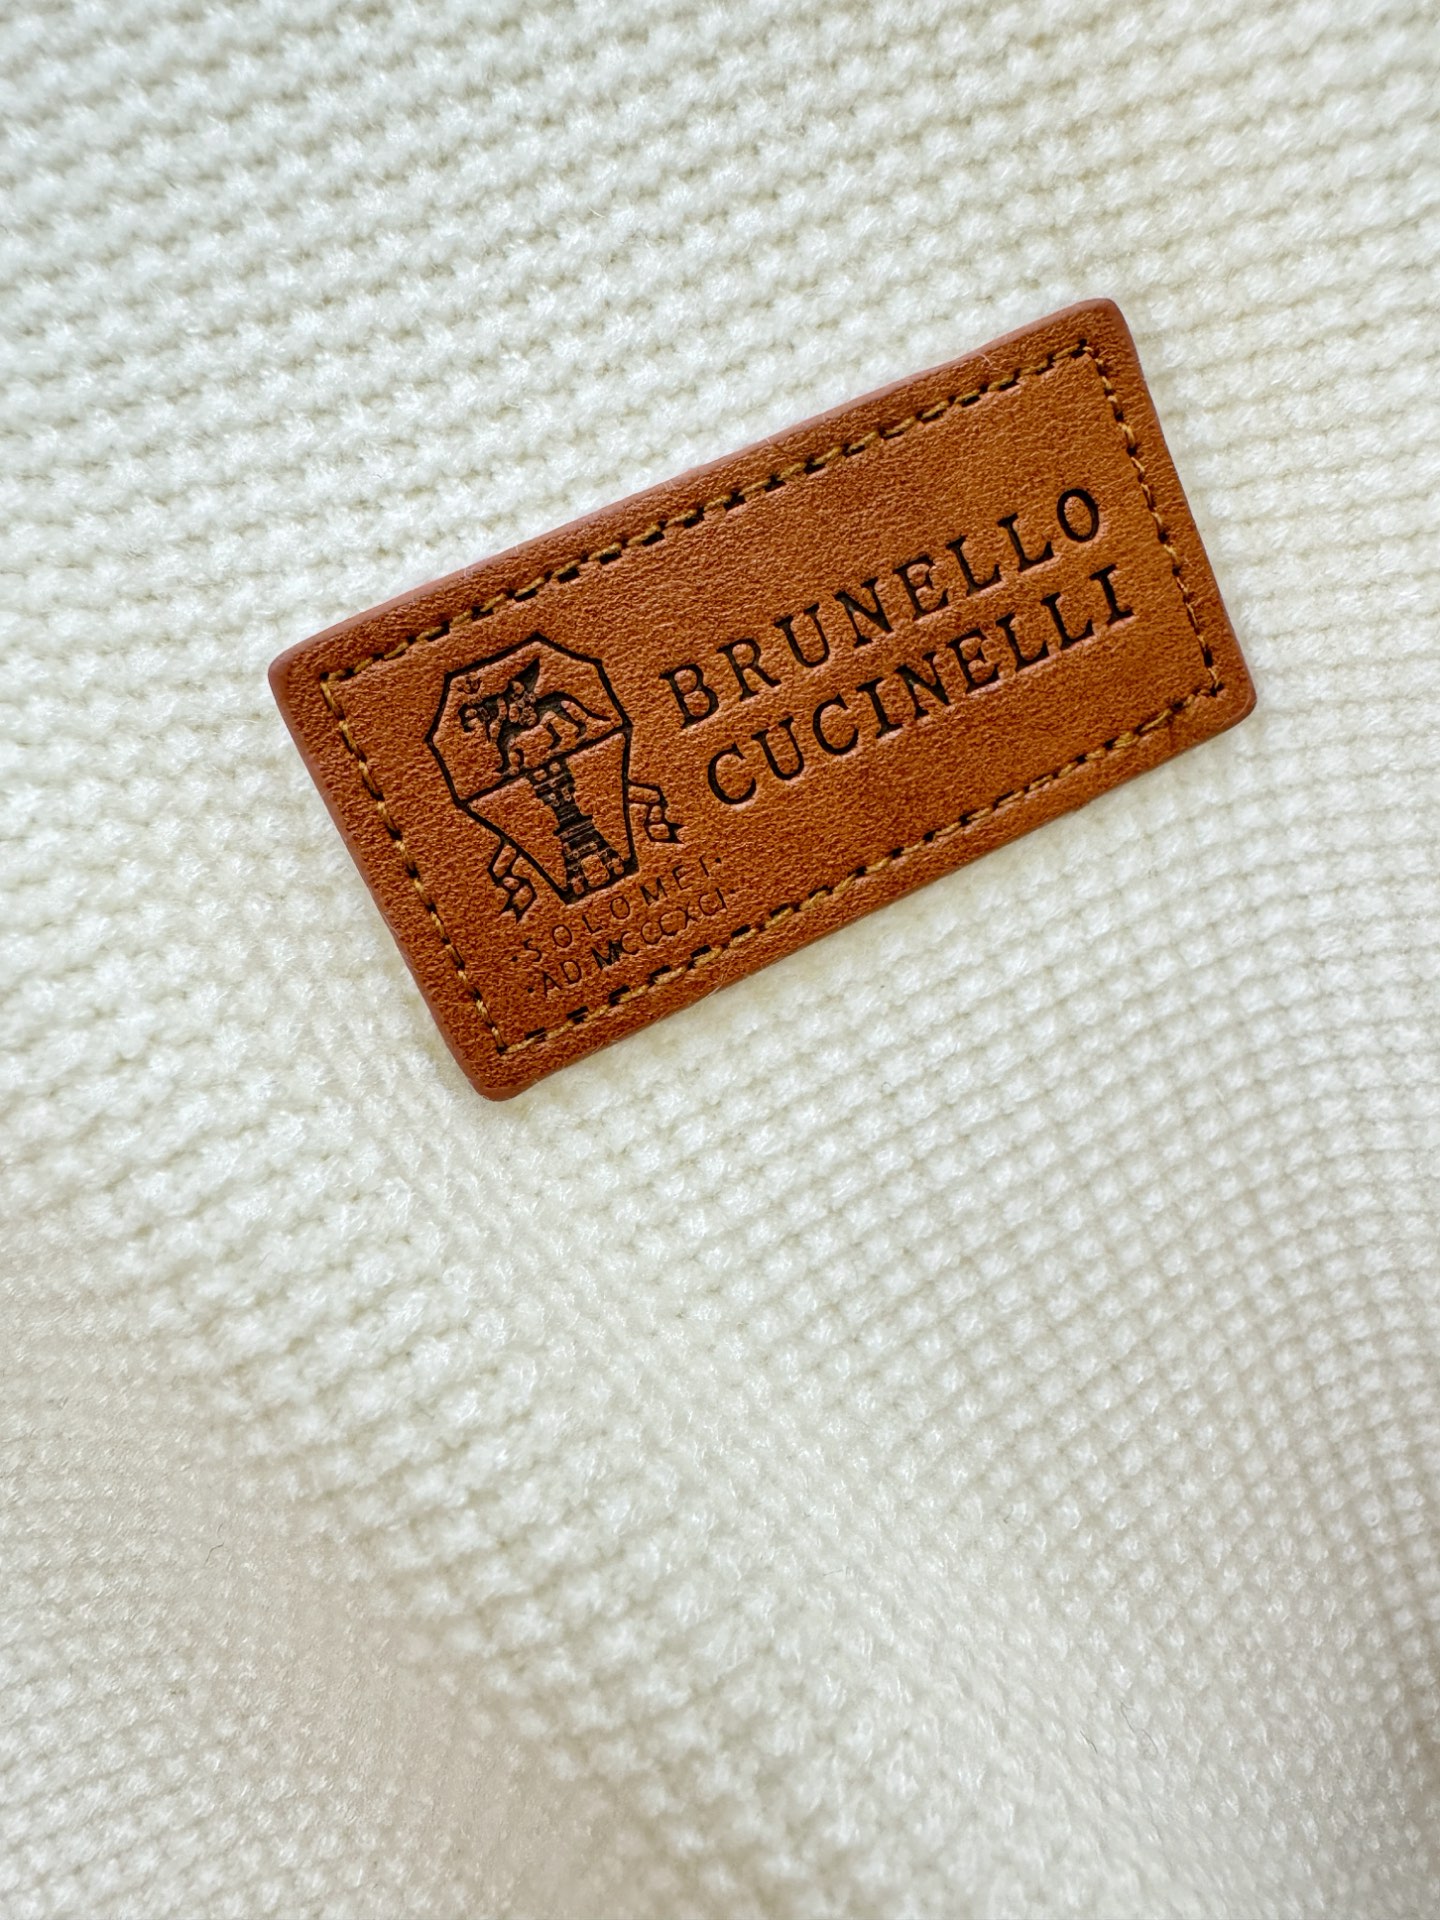 BRUNELLO
CUCINELLI
·SOLOMEI·
·AD MCCCXCI·